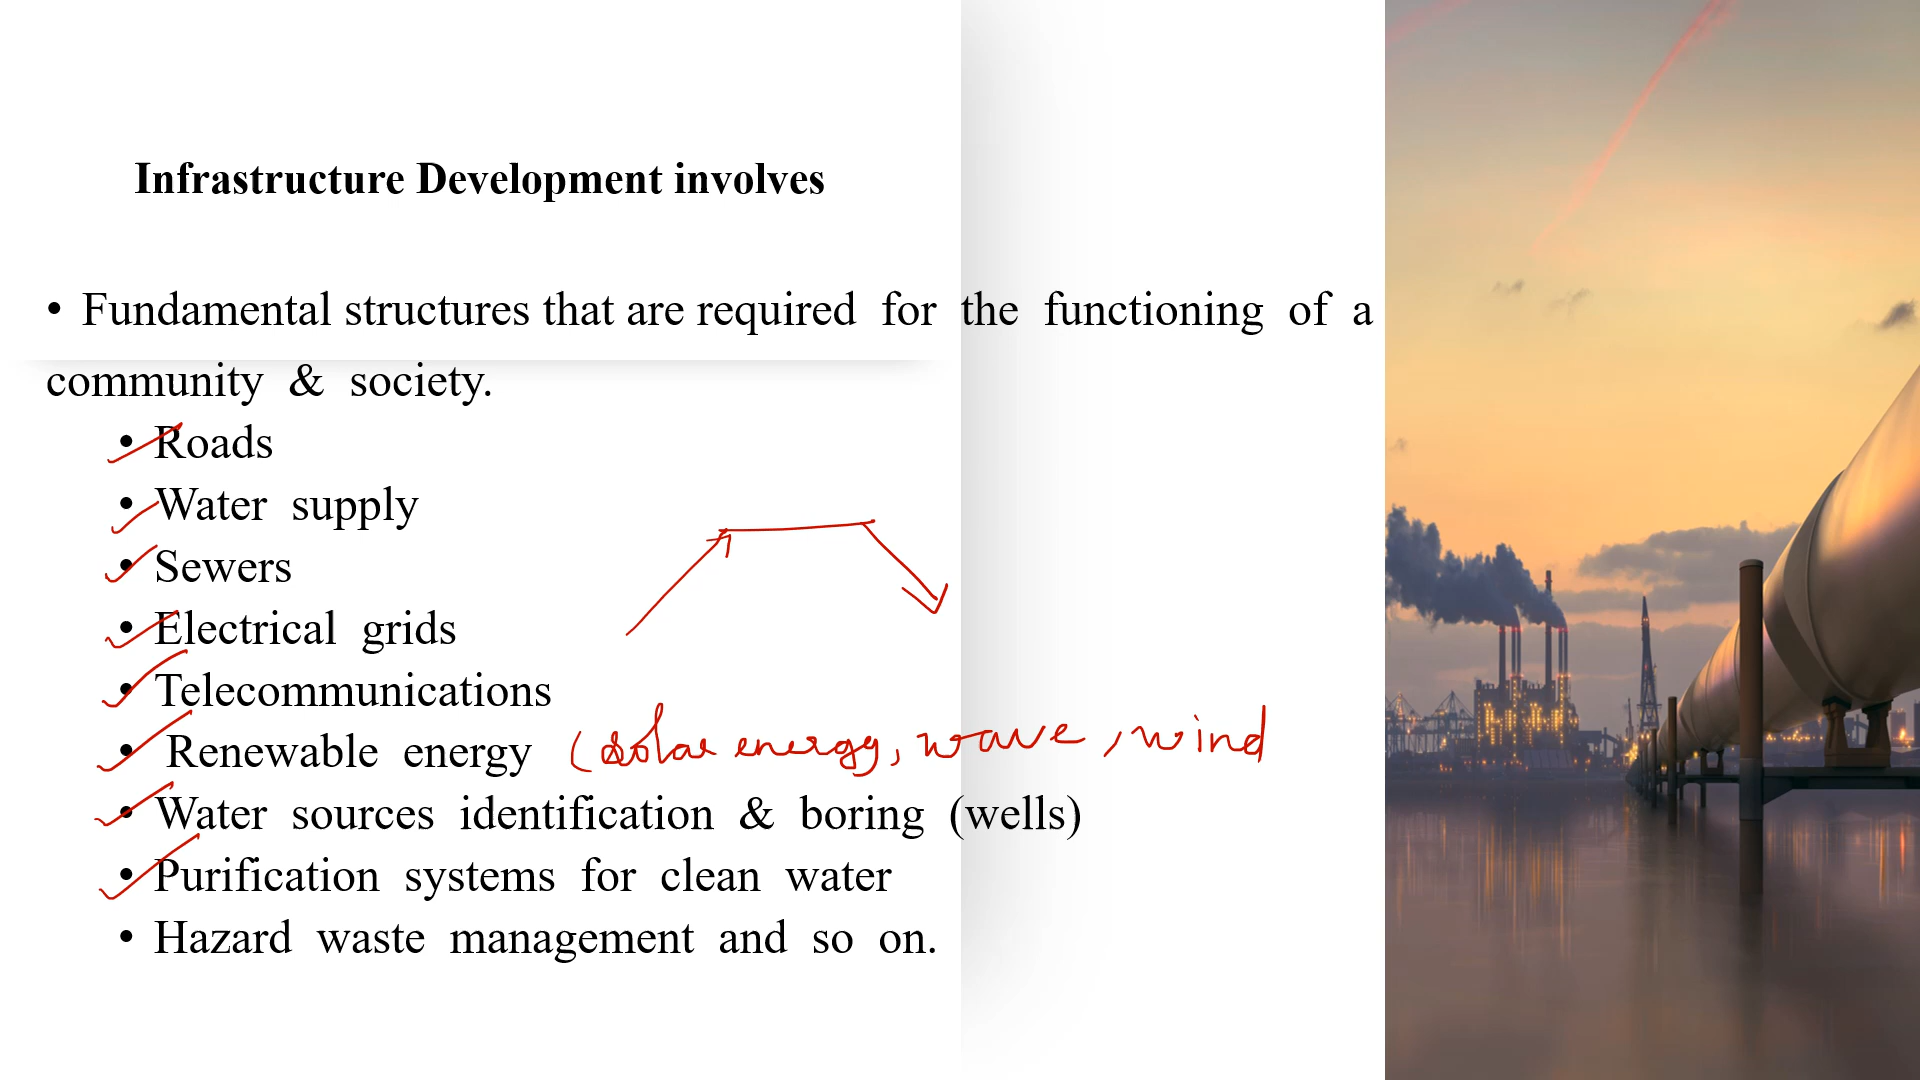 Infrastructure Development involves
• Fundamental structures that are required for the functioning of a
community & society.
• Roads
• Water supply
• Sewers
• Electrical grids
• Telecommunications
• Renewable energy (solar energy, wave, wind
• Water sources identification & boring (wells)
• Purification systems for clean water
• Hazard waste management and so on.